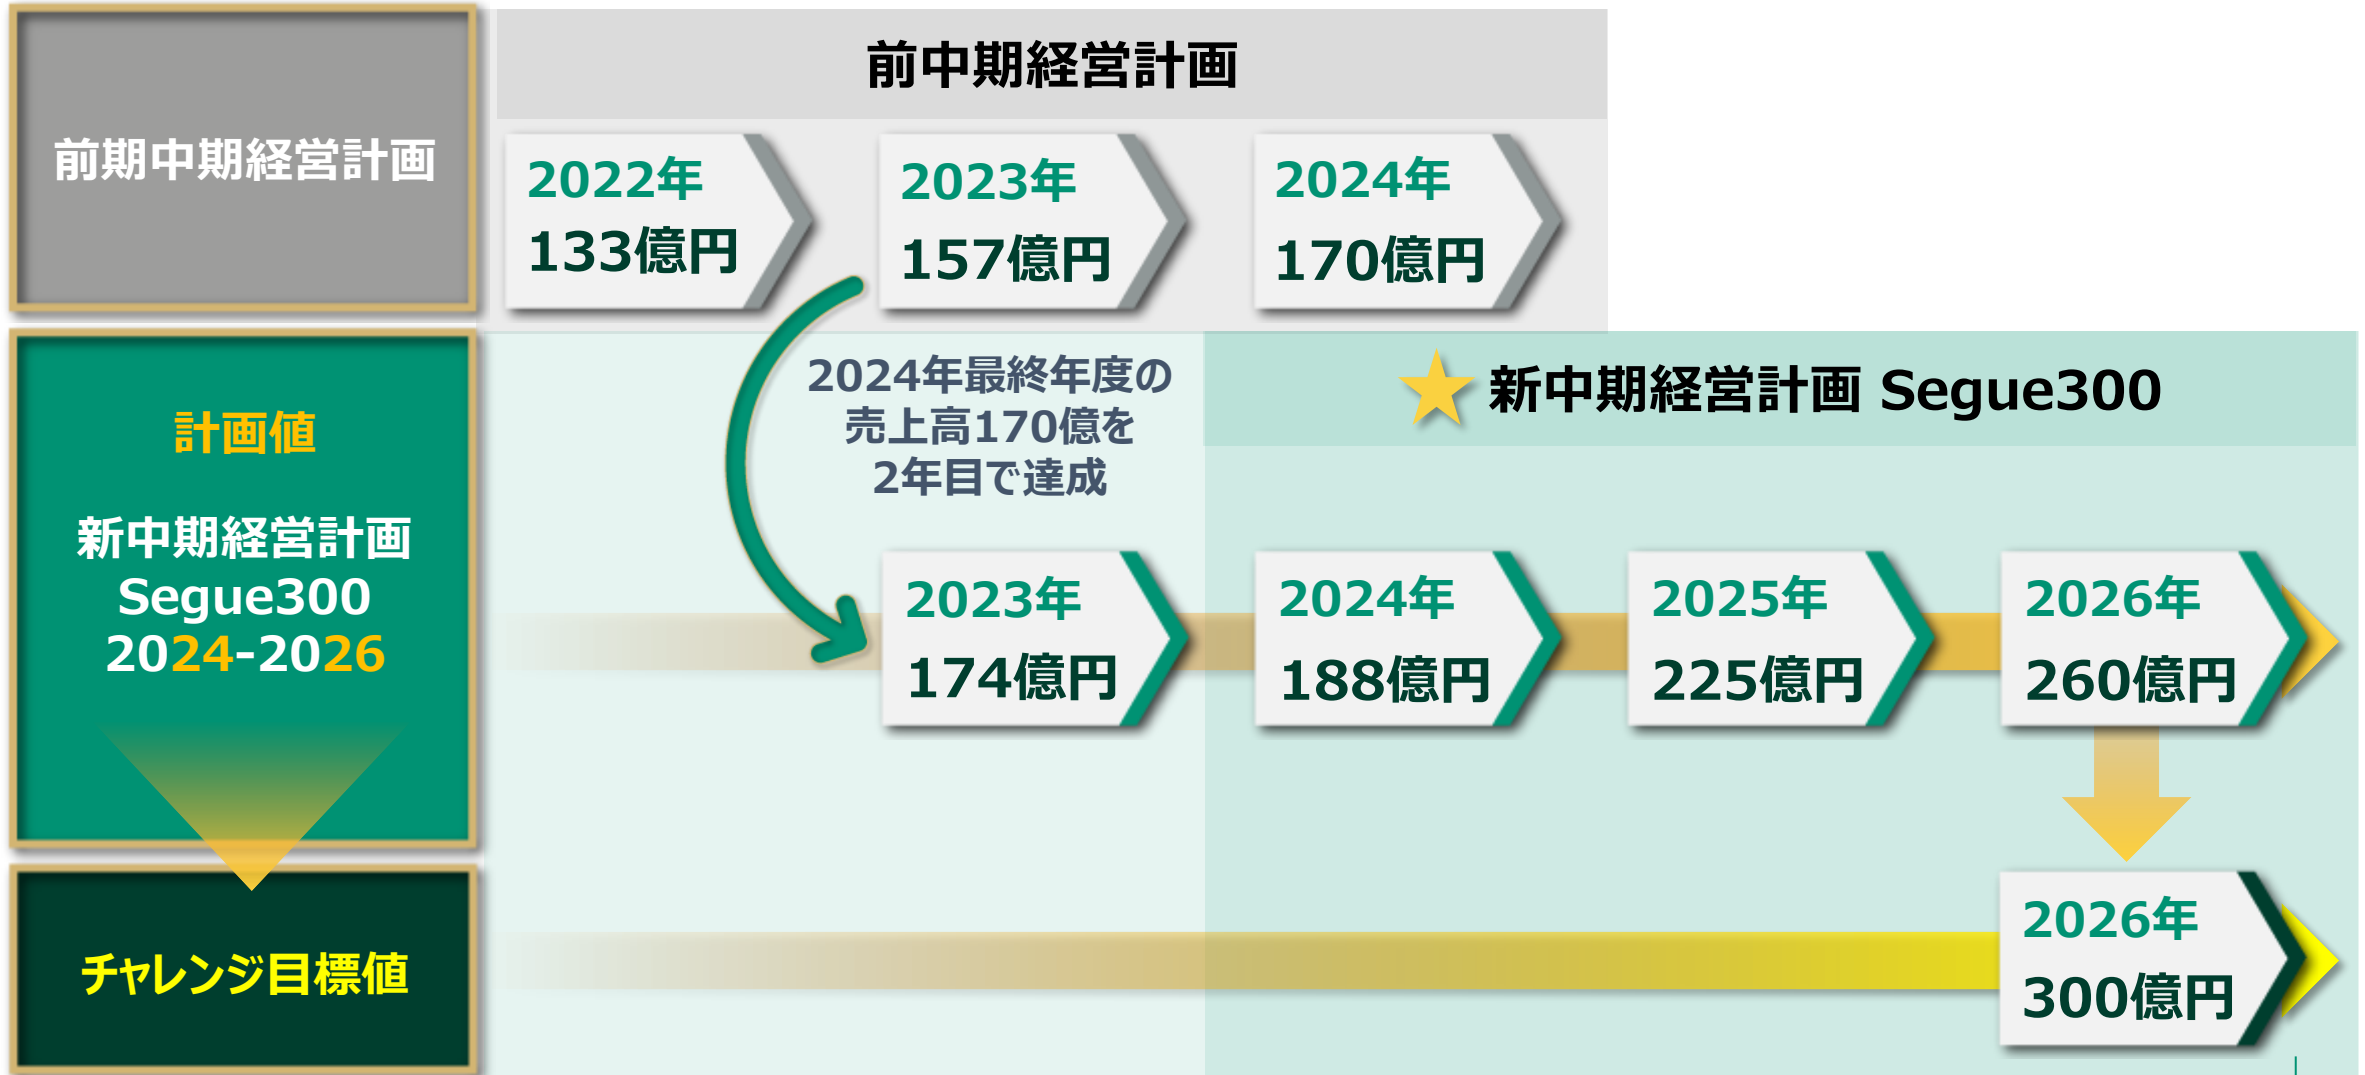 前期中期経営計画
前中期経営計画
2022年
133億円
2023年
157億円
2024年
170億円
計画値
新中期経営計画
Segue300
2024-2026
2024年最終年度の
売上高170億を
2年目で達成
新中期経営計画 Segue300
2023年
174億円
2024年
188億円
2025年
225億円
2026年
260億円
チャレンジ目標値
2026年
300億円